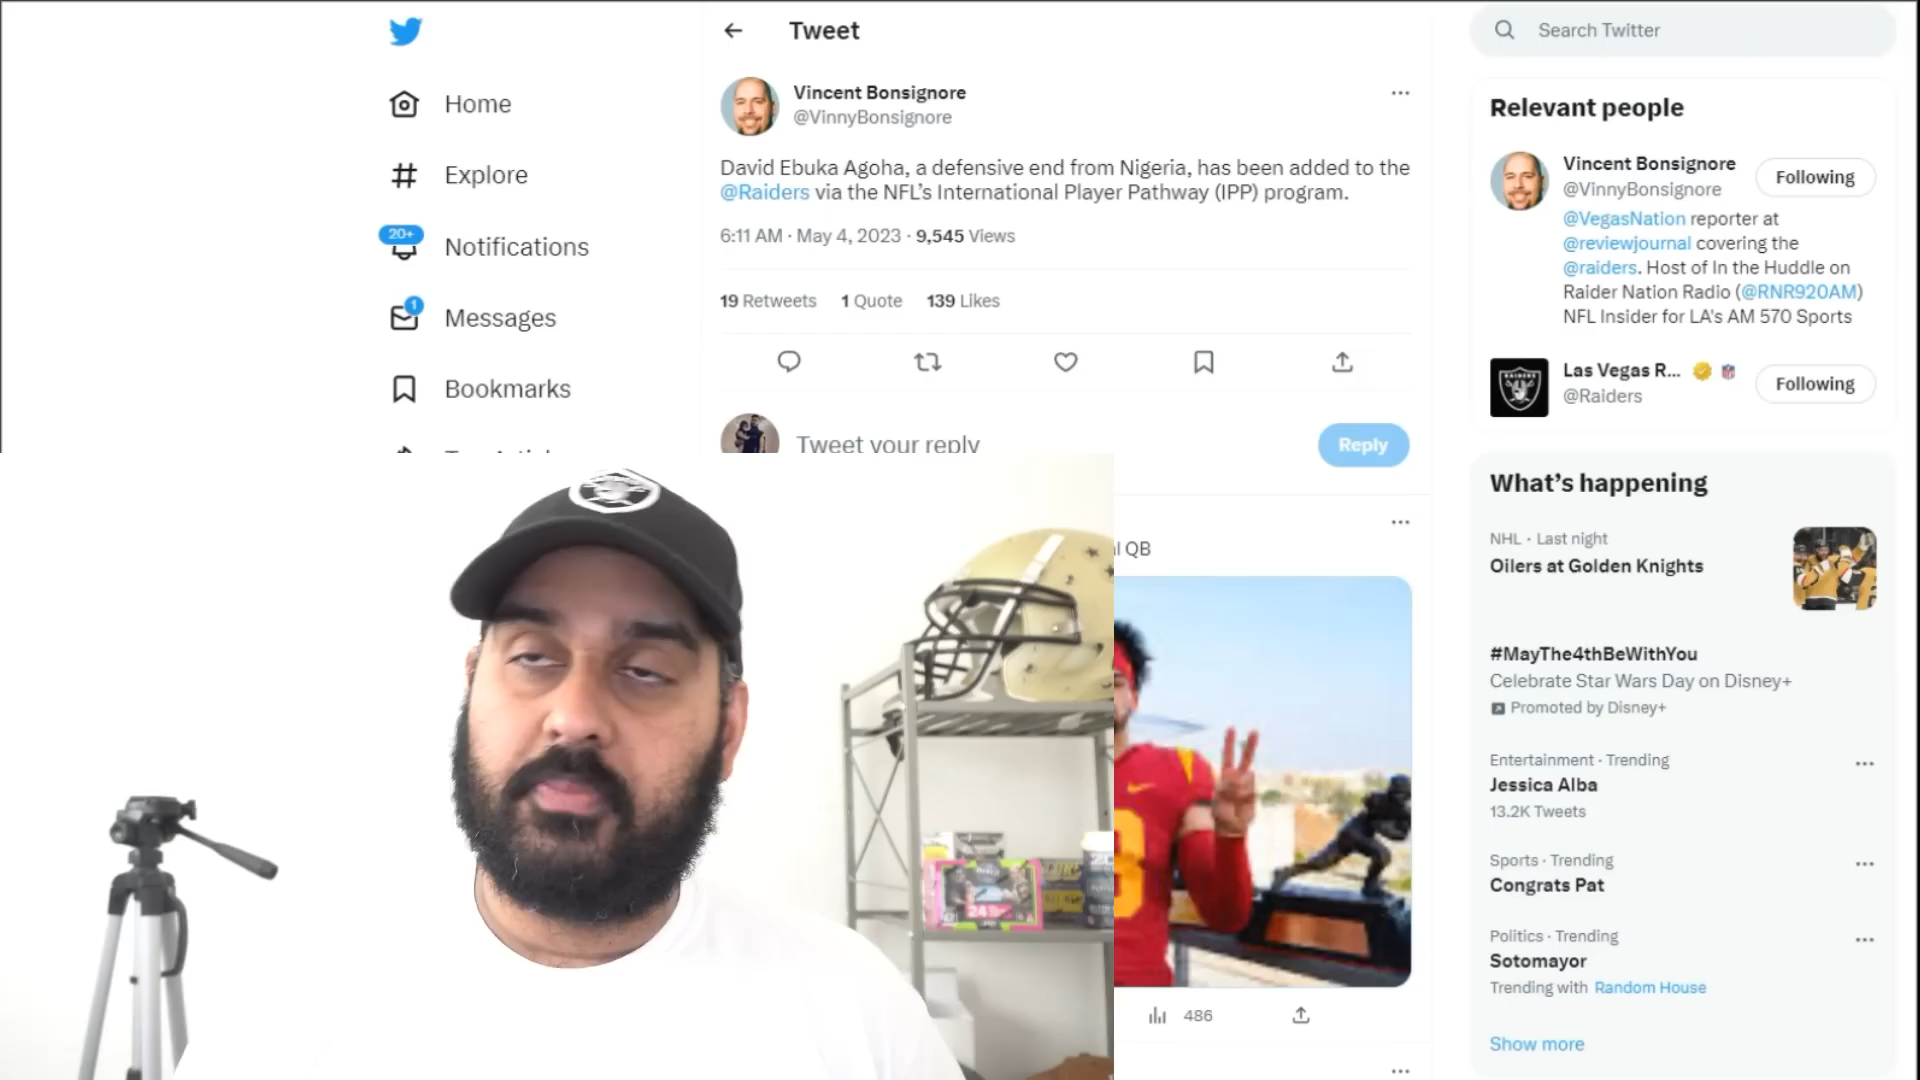 Tweet
Search Twitter
Home
Explore
20+
Notifications
1
Messages
Bookmarks
Vincent Bonsignore
@VinnyBonsignore
David Ebuka Agoha, a defensive end from Nigeria, has been added to the
@Raiders via the NFL’s International Player Pathway (IPP) program.
6:11 AM · May 4, 2023 · 9,545 Views
19 Retweets 1 Quote 139 Likes
Tweet your reply
Reply
QB
486
24
Relevant people
Vincent Bonsignore
@VinnyBonsignore
Following
@VegasNation reporter at
@reviewjournal covering the
@raiders. Host of In the Huddle on
Raider Nation Radio (@RNR920AM)
NFL Insider for LA's AM 570 Sports
Las Vegas R...
@Raiders
Following
RAIDERS
What’s happening
NHL · Last night
Oilers at Golden Knights
#MayThe4thBeWithYou
Celebrate Star Wars Day on Disney+
Promoted by Disney+
Entertainment · Trending
Jessica Alba
13.2K Tweets
Sports · Trending
Congrats Pat
Politics · Trending
Sotomayor
Trending with Random House
Show more